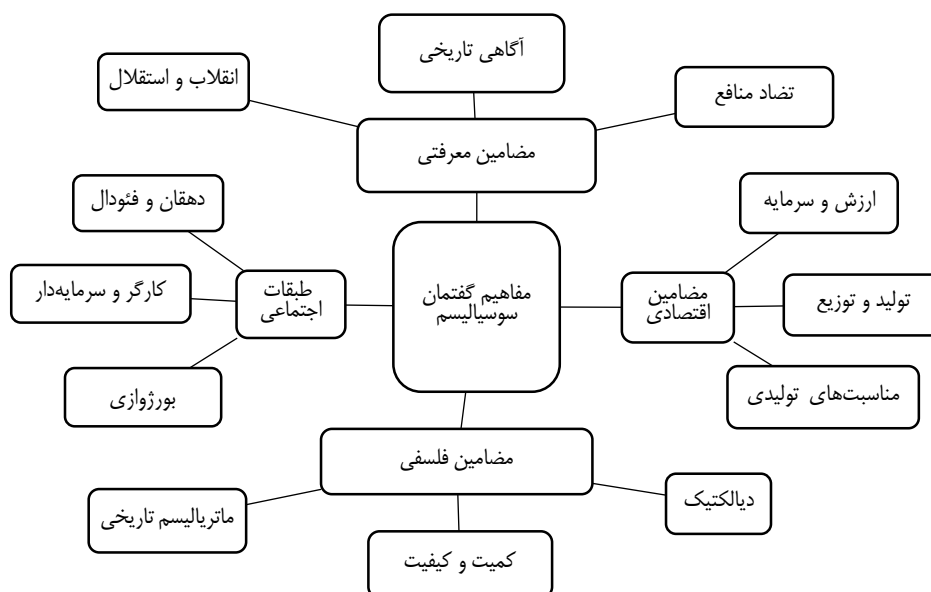 آگاهی تاریخی
انقلاب و استقلال
تضاد منافع
مضامین معرفتی
دهقان و فئودال
ارزش و سرمایه
کارگر و سرمایه‌دار
طبقات
اجتماعی
مفاهیم گفتمان
سوسیالیسم
مضامین
اقتصادی
تولید و توزیع
بورژوازی
مناسبت‌های تولیدی
مضامین فلسفی
ماتریالیسم تاریخی
دیالکتیک
کمیت و کیفیت